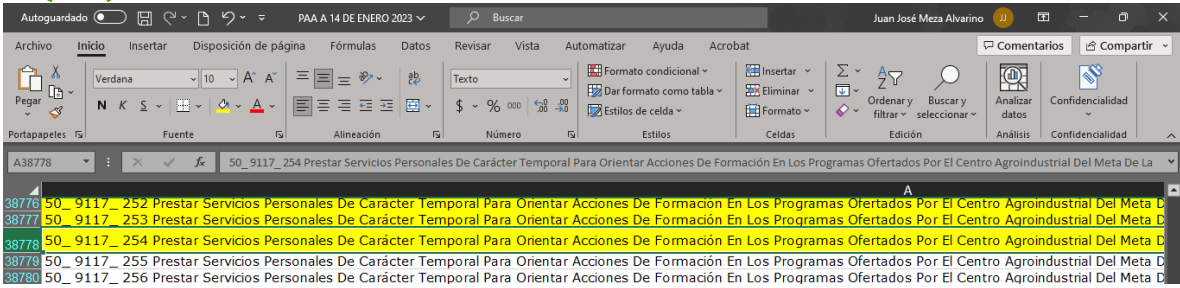 Autoguardado PAA A 14 DE ENERO 2023 Buscar Juan José Meza Alvarino JJ
Archivo Inicio Insertar Disposición de página Fórmulas Datos Revisar Vista Automatizar Ayuda Acrobat Comentarios Compartir
Pegar Verdana 10 A^ A˅ ab c Texto Formato condicional Insertar Σ Ordenar y filtrar Buscar y seleccionar Analizar datos Confidencialidad
N K S A $ % 000 Dar formato como tabla Eliminar
Estilos de celda Formato
Portapapeles Fuente Alineación Número Estilos Celdas Edición Análisis Confidencialidad
A38778 fx 50_ 9117_ 254 Prestar Servicios Personales De Carácter Temporal Para Orientar Acciones De Formación En Los Programas Ofertados Por El Centro Agroindustrial Del Meta De La
A
38776 50_ 9117_ 252 Prestar Servicios Personales De Carácter Temporal Para Orientar Acciones De Formación En Los Programas Ofertados Por El Centro Agroindustrial Del Meta D
38777 50_ 9117_ 253 Prestar Servicios Personales De Carácter Temporal Para Orientar Acciones De Formación En Los Programas Ofertados Por El Centro Agroindustrial Del Meta D
38778 50_ 9117_ 254 Prestar Servicios Personales De Carácter Temporal Para Orientar Acciones De Formación En Los Programas Ofertados Por El Centro Agroindustrial Del Meta D
38779 50_ 9117_ 255 Prestar Servicios Personales De Carácter Temporal Para Orientar Acciones De Formación En Los Programas Ofertados Por El Centro Agroindustrial Del Meta D
38780 50_ 9117_ 256 Prestar Servicios Personales De Carácter Temporal Para Orientar Acciones De Formación En Los Programas Ofertados Por El Centro Agroindustrial Del Meta D